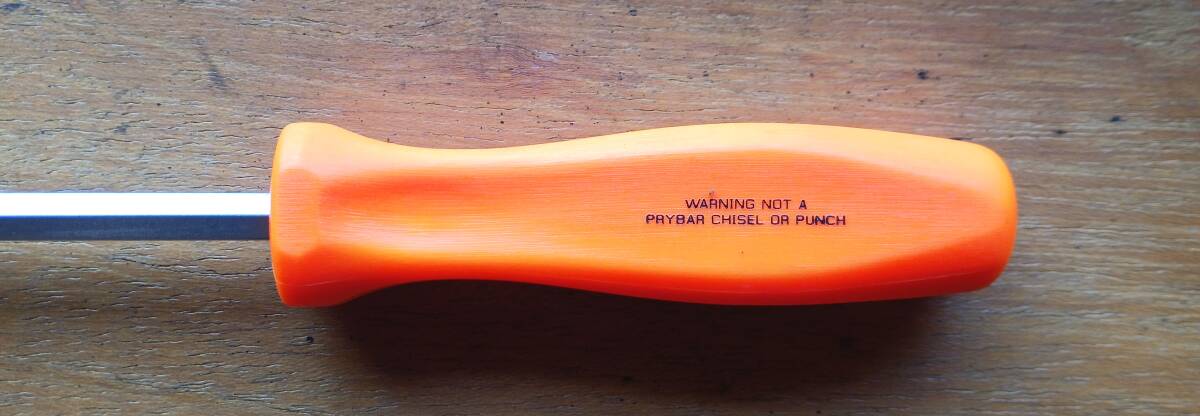 WARNING NOT A
PRYBAR CHISEL OR PUNCH